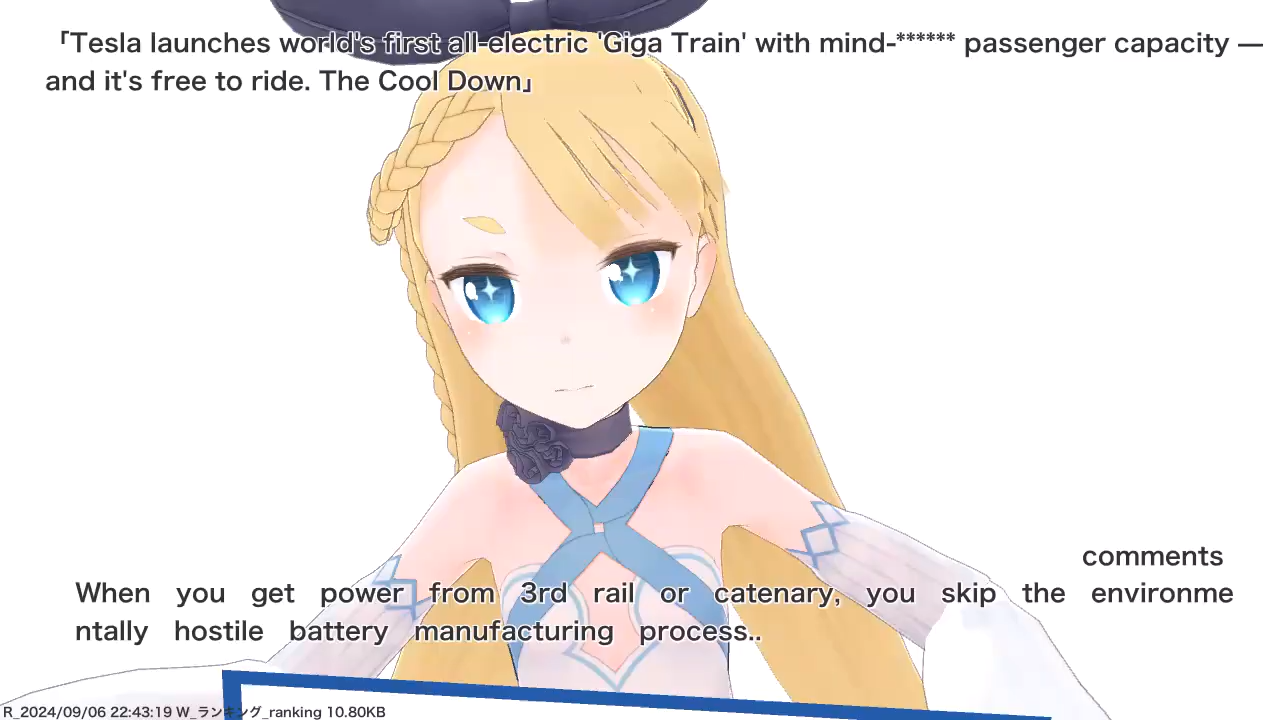 「Tesla launches world's first all-electric 'Giga Train' with mind-****** passenger capacity —
and it's free to ride. The Cool Down」
comments
When you get power from 3rd rail or catenary, you skip the environme
ntally hostile battery manufacturing process..
R_2024/09/06 22:43:19 W_ランキング_ranking 10.80KB